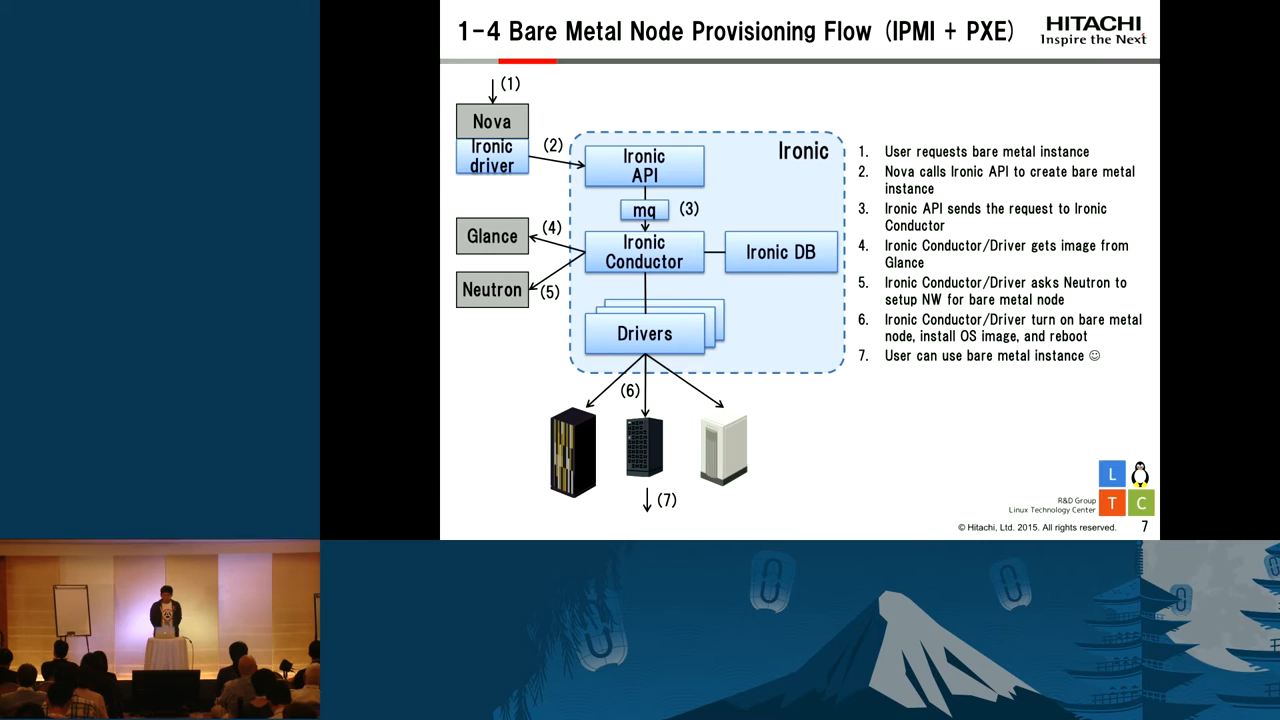 1-4 Bare Metal Node Provisioning Flow (IPMI + PXE)
HITACHI
Inspire the Next
(1)
Nova
Ironic
driver
(2)
Ironic
API
Ironic
mq
(3)
Glance
(4)
Ironic
Conductor
Ironic DB
Neutron
(5)
Drivers
(6)
(7)
1. User requests bare metal instance
2. Nova calls Ironic API to create bare metal
instance
3. Ironic API sends the request to Ironic
Conductor
4. Ironic Conductor/Driver gets image from
Glance
5. Ironic Conductor/Driver asks Neutron to
setup NW for bare metal node
6. Ironic Conductor/Driver turn on bare metal
node, install OS image, and reboot
7. User can use bare metal instance ☺
L
T C
R&D Group
Linux Technology Center
© Hitachi, Ltd. 2015. All rights reserved.
7